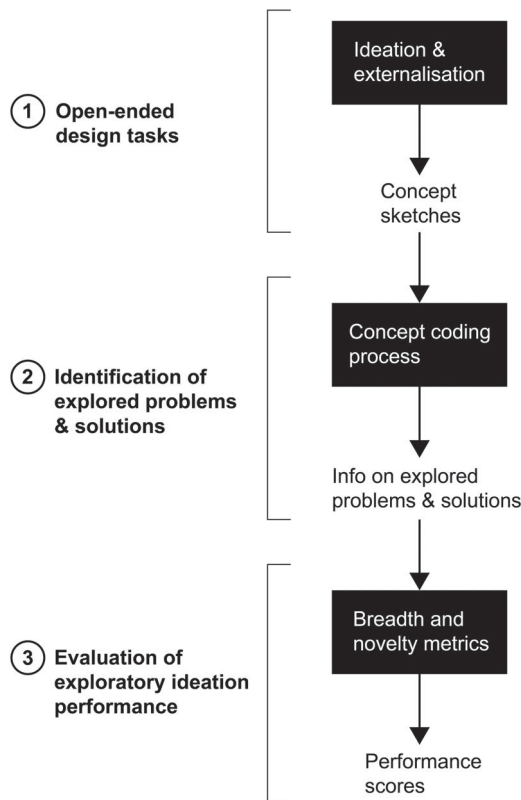 1 Open-ended
design tasks
Ideation &
externalisation
Concept
sketches
2 Identification of
explored problems
& solutions
Concept coding
process
Info on explored
problems & solutions
3 Evaluation of
exploratory ideation
performance
Breadth and
novelty metrics
Performance
scores